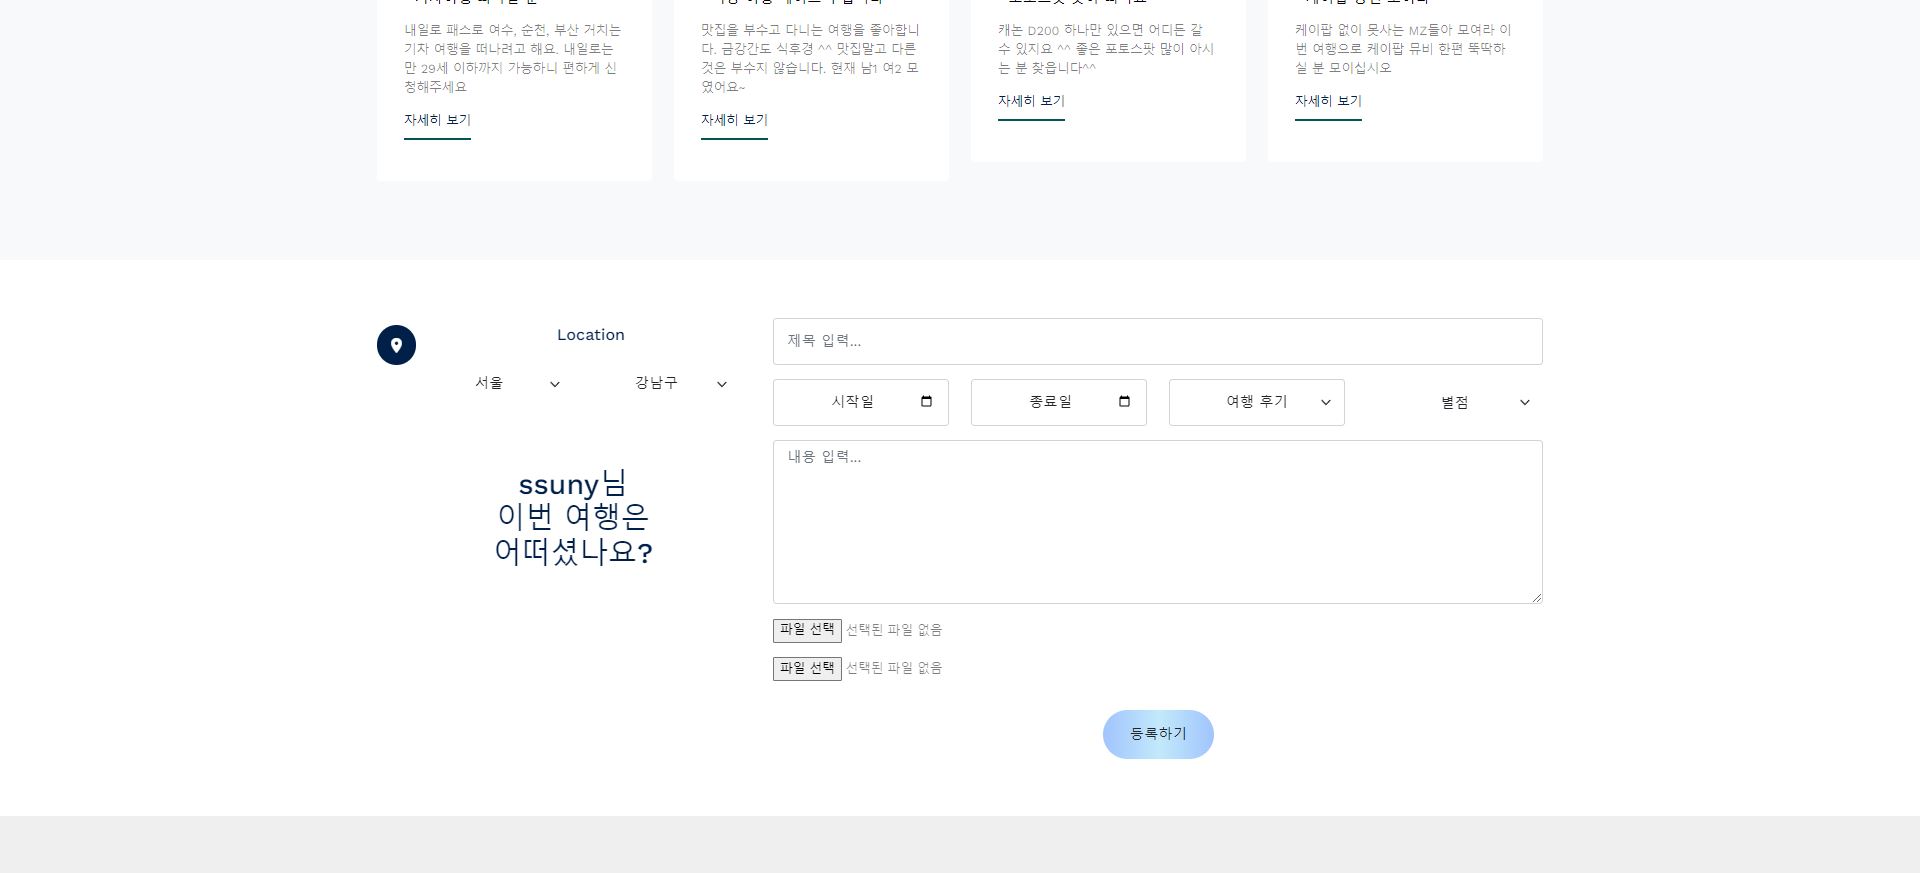 내일로 패스로 여수, 순천, 부산 거치는
기자 여행을 떠나려고 해요. 내일로는
만 29세 이하까지 가능하니 편하게 신
청해주세요
자세히 보기
맛집을 부수고 다니는 여행을 좋아합니
다. 금강간도 식후경 ^^ 맛집말고 다른
것은 부수지 않습니다. 현재 남1 여2 모
였어요~
자세히 보기
캐논 D200 하나만 있으면 어디든 갈
수 있지요 ^^ 좋은 포토스팟 많이 아시
는 분 찾읍니다^^
자세히 보기
케이팝 없이 못사는 MZ들아 모여라 이
번 여행으로 케이팝 뮤비 한편 뚝딱하
실 분 모이십시오
자세히 보기
Location
서울
강남구
ssuny님
이번 여행은
어떠셨나요?
제목 입력...
시작일
종료일
여행 후기
별점
내용 입력...
파일 선택 선택된 파일 없음
파일 선택 선택된 파일 없음
등록하기